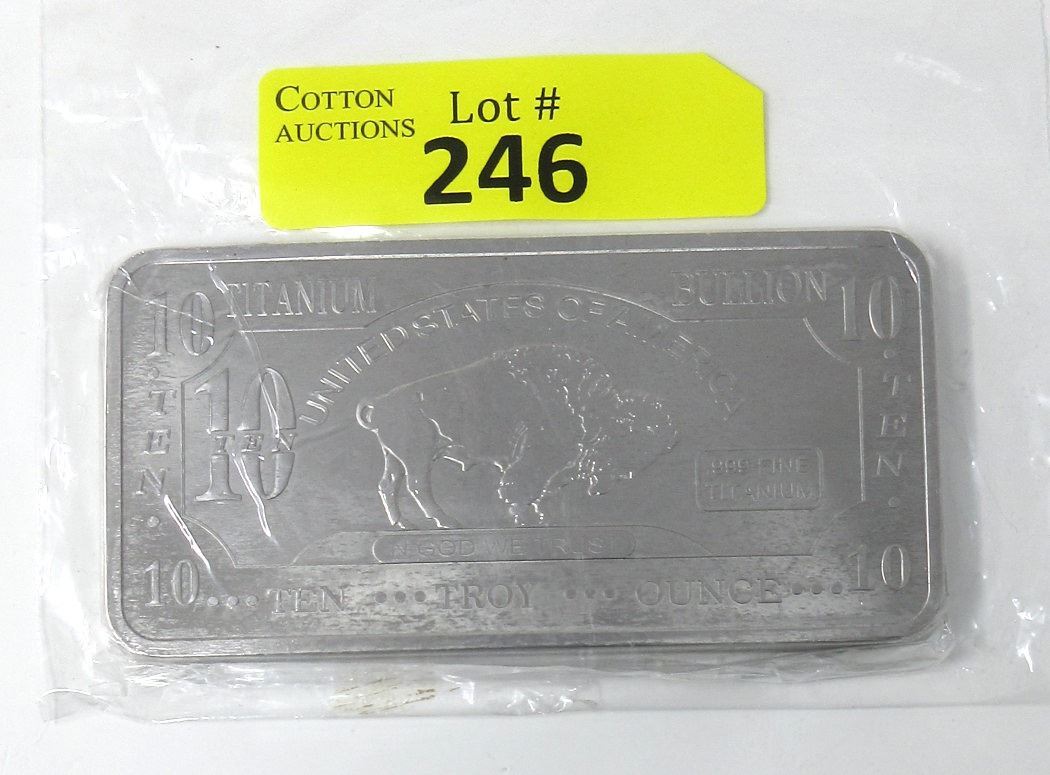 COTTON
AUCTIONS
Lot #
246
10 TITANIUM BULLION 10
UNITED STATES OF AMERICA
·TEN·
10
TEN
·TEN·
.999 FINE
TITANIUM
IN GOD WE TRUST
10....TEN ···TROY ··· OUNCE····10